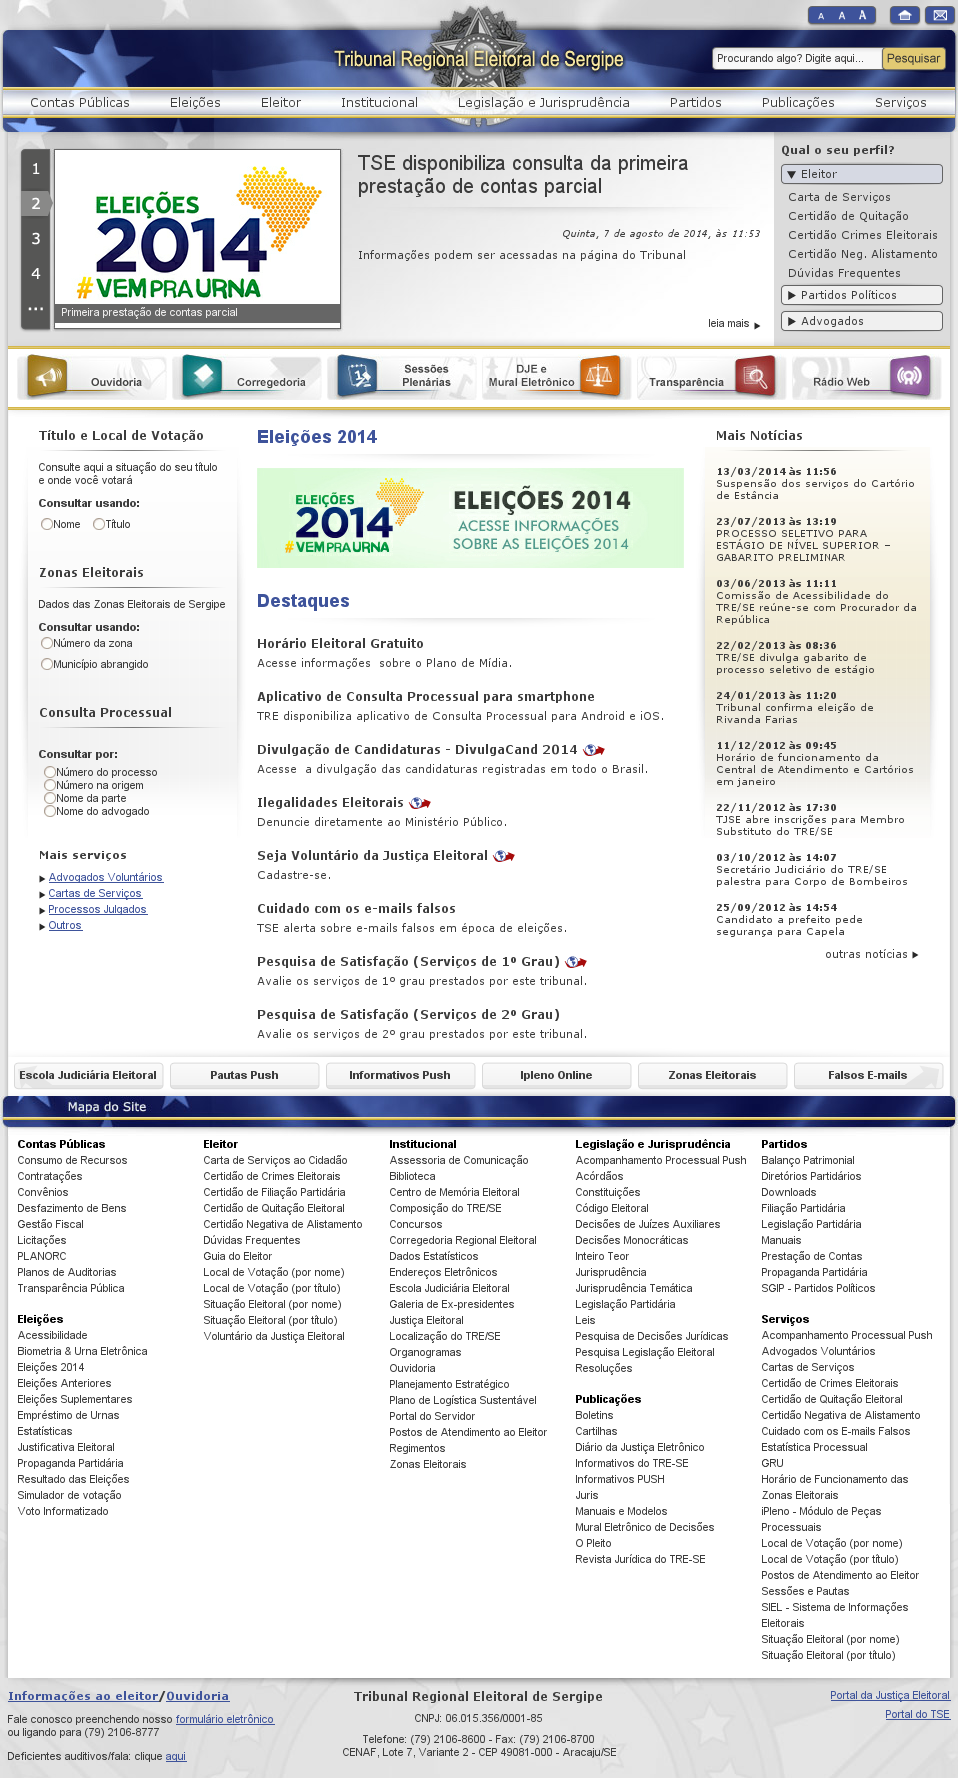 A A A
Tribunal Regional Eleitoral de Sergipe
Procurando algo? Digite aqui...
Pesquisar
Contas Públicas
Eleições
Eleitor
Institucional
Legislação e Jurisprudência
Partidos
Publicações
Serviços
1
2
3
4
...
ELEIÇÕES
2014
#VEMPRAURNA
Primeira prestação de contas parcial
TSE disponibiliza consulta da primeira
prestação de contas parcial
Quinta, 7 de agosto de 2014, às 11:53
Informações podem ser acessadas na página do Tribunal
leia mais
Qual o seu perfil?
Eleitor
Carta de Serviços
Certidão de Quitação
Certidão Crimes Eleitorais
Certidão Neg. Alistamento
Dúvidas Frequentes
Partidos Políticos
Advogados
Ouvidoria
Corregedoria
Sessões
Plenárias
DJE e
Mural Eletrônico
Transparência
Rádio Web
Título e Local de Votação
Consulte aqui a situação do seu título
e onde você votará
Consultar usando:
Nome
Título
Zonas Eleitorais
Dados das Zonas Eleitorais de Sergipe
Consultar usando:
Número da zona
Município abrangido
Consulta Processual
Consultar por:
Número do processo
Número na origem
Nome da parte
Nome do advogado
Mais serviços
Advogados Voluntários
Cartas de Serviços
Processos Julgados
Outros
Eleições 2014
ELEIÇÕES
2014
#VEMPRAURNA
ELEIÇÕES 2014
ACESSE INFORMAÇÕES
SOBRE AS ELEIÇÕES 2014
Destaques
Horário Eleitoral Gratuito
Acesse informações  sobre o Plano de Mídia.
Aplicativo de Consulta Processual para smartphone
TRE disponibiliza aplicativo de Consulta Processual para Android e iOS.
Divulgação de Candidaturas - DivulgaCand 2014
Acesse  a divulgação das candidaturas registradas em todo o Brasil.
Ilegalidades Eleitorais
Denuncie diretamente ao Ministério Público.
Seja Voluntário da Justiça Eleitoral
Cadastre-se.
Cuidado com os e-mails falsos
TSE alerta sobre e-mails falsos em época de eleições.
Pesquisa de Satisfação (Serviços de 1º Grau)
Avalie os serviços de 1º grau prestados por este tribunal.
Pesquisa de Satisfação (Serviços de 2º Grau)
Avalie os serviços de 2º grau prestados por este tribunal.
Mais Notícias
13/03/2014 às 11:56
Suspensão dos serviços do Cartório
de Estância
23/07/2013 às 13:19
PROCESSO SELETIVO PARA
ESTÁGIO DE NÍVEL SUPERIOR –
GABARITO PRELIMINAR
03/06/2013 às 11:11
Comissão de Acessibilidade do
TRE/SE reúne-se com Procurador da
República
22/02/2013 às 08:36
TRE/SE divulga gabarito de
processo seletivo de estágio
24/01/2013 às 11:20
Tribunal confirma eleição de
Rivanda Farias
11/12/2012 às 09:45
Horário de funcionamento da
Central de Atendimento e Cartórios
em janeiro
22/11/2012 às 17:30
TJSE abre inscrições para Membro
Substituto do TRE/SE
03/10/2012 às 14:07
Secretário Judiciário do TRE/SE
palestra para Corpo de Bombeiros
25/09/2012 às 14:54
Candidato a prefeito pede
segurança para Capela
outras notícias
Escola Judiciária Eleitoral
Pautas Push
Informativos Push
Ipleno Online
Zonas Eleitorais
Falsos E-mails
Mapa do Site
Contas Públicas
Consumo de Recursos
Contratações
Convênios
Desfazimento de Bens
Gestão Fiscal
Licitações
PLANORC
Planos de Auditorias
Transparência Pública
Eleições
Acessibilidade
Biometria & Urna Eletrônica
Eleições 2014
Eleições Anteriores
Eleições Suplementares
Empréstimo de Urnas
Estatísticas
Justificativa Eleitoral
Propaganda Partidária
Resultado das Eleições
Simulador de votação
Voto Informatizado
Eleitor
Carta de Serviços ao Cidadão
Certidão de Crimes Eleitorais
Certidão de Filiação Partidária
Certidão de Quitação Eleitoral
Certidão Negativa de Alistamento
Dúvidas Frequentes
Guia do Eleitor
Local de Votação (por nome)
Local de Votação (por título)
Situação Eleitoral (por nome)
Situação Eleitoral (por título)
Voluntário da Justiça Eleitoral
Institucional
Assessoria de Comunicação
Biblioteca
Centro de Memória Eleitoral
Composição do TRE/SE
Concursos
Corregedoria Regional Eleitoral
Dados Estatísticos
Endereços Eletrônicos
Escola Judiciária Eleitoral
Galeria de Ex-presidentes
Justiça Eleitoral
Localização do TRE/SE
Organogramas
Ouvidoria
Planejamento Estratégico
Plano de Logística Sustentável
Portal do Servidor
Postos de Atendimento ao Eleitor
Regimentos
Zonas Eleitorais
Legislação e Jurisprudência
Acompanhamento Processual Push
Acórdãos
Constituições
Código Eleitoral
Decisões de Juízes Auxiliares
Decisões Monocráticas
Inteiro Teor
Jurisprudência
Jurisprudência Temática
Legislação Partidária
Leis
Pesquisa de Decisões Jurídicas
Pesquisa Legislação Eleitoral
Resoluções
Publicações
Boletins
Cartilhas
Diário da Justiça Eletrônico
Informativos do TRE-SE
Informativos PUSH
Juris
Manuais e Modelos
Mural Eletrônico de Decisões
O Pleito
Revista Jurídica do TRE-SE
Partidos
Balanço Patrimonial
Diretórios Partidários
Downloads
Filiação Partidária
Legislação Partidária
Manuais
Prestação de Contas
Propaganda Partidária
SGIP - Partidos Políticos
Serviços
Acompanhamento Processual Push
Advogados Voluntários
Cartas de Serviços
Certidão de Crimes Eleitorais
Certidão de Quitação Eleitoral
Certidão Negativa de Alistamento
Cuidado com os E-mails Falsos
Estatística Processual
GRU
Horário de Funcionamento das
Zonas Eleitorais
iPleno - Módulo de Peças
Processuais
Local de Votação (por nome)
Local de Votação (por título)
Postos de Atendimento ao Eleitor
Sessões e Pautas
SIEL - Sistema de Informações
Eleitorais
Situação Eleitoral (por nome)
Situação Eleitoral (por título)
Informações ao eleitor/Ouvidoria
Fale conosco preenchendo nosso formulário eletrônico
ou ligando para (79) 2106-8777
Deficientes auditivos/fala: clique aqui
Tribunal Regional Eleitoral de Sergipe
CNPJ: 06.015.356/0001-85
Telefone: (79) 2106-8600 - Fax: (79) 2106-8700
CENAF, Lote 7, Variante 2 - CEP 49081-000 - Aracaju/SE
Portal da Justiça Eleitoral
Portal do TSE